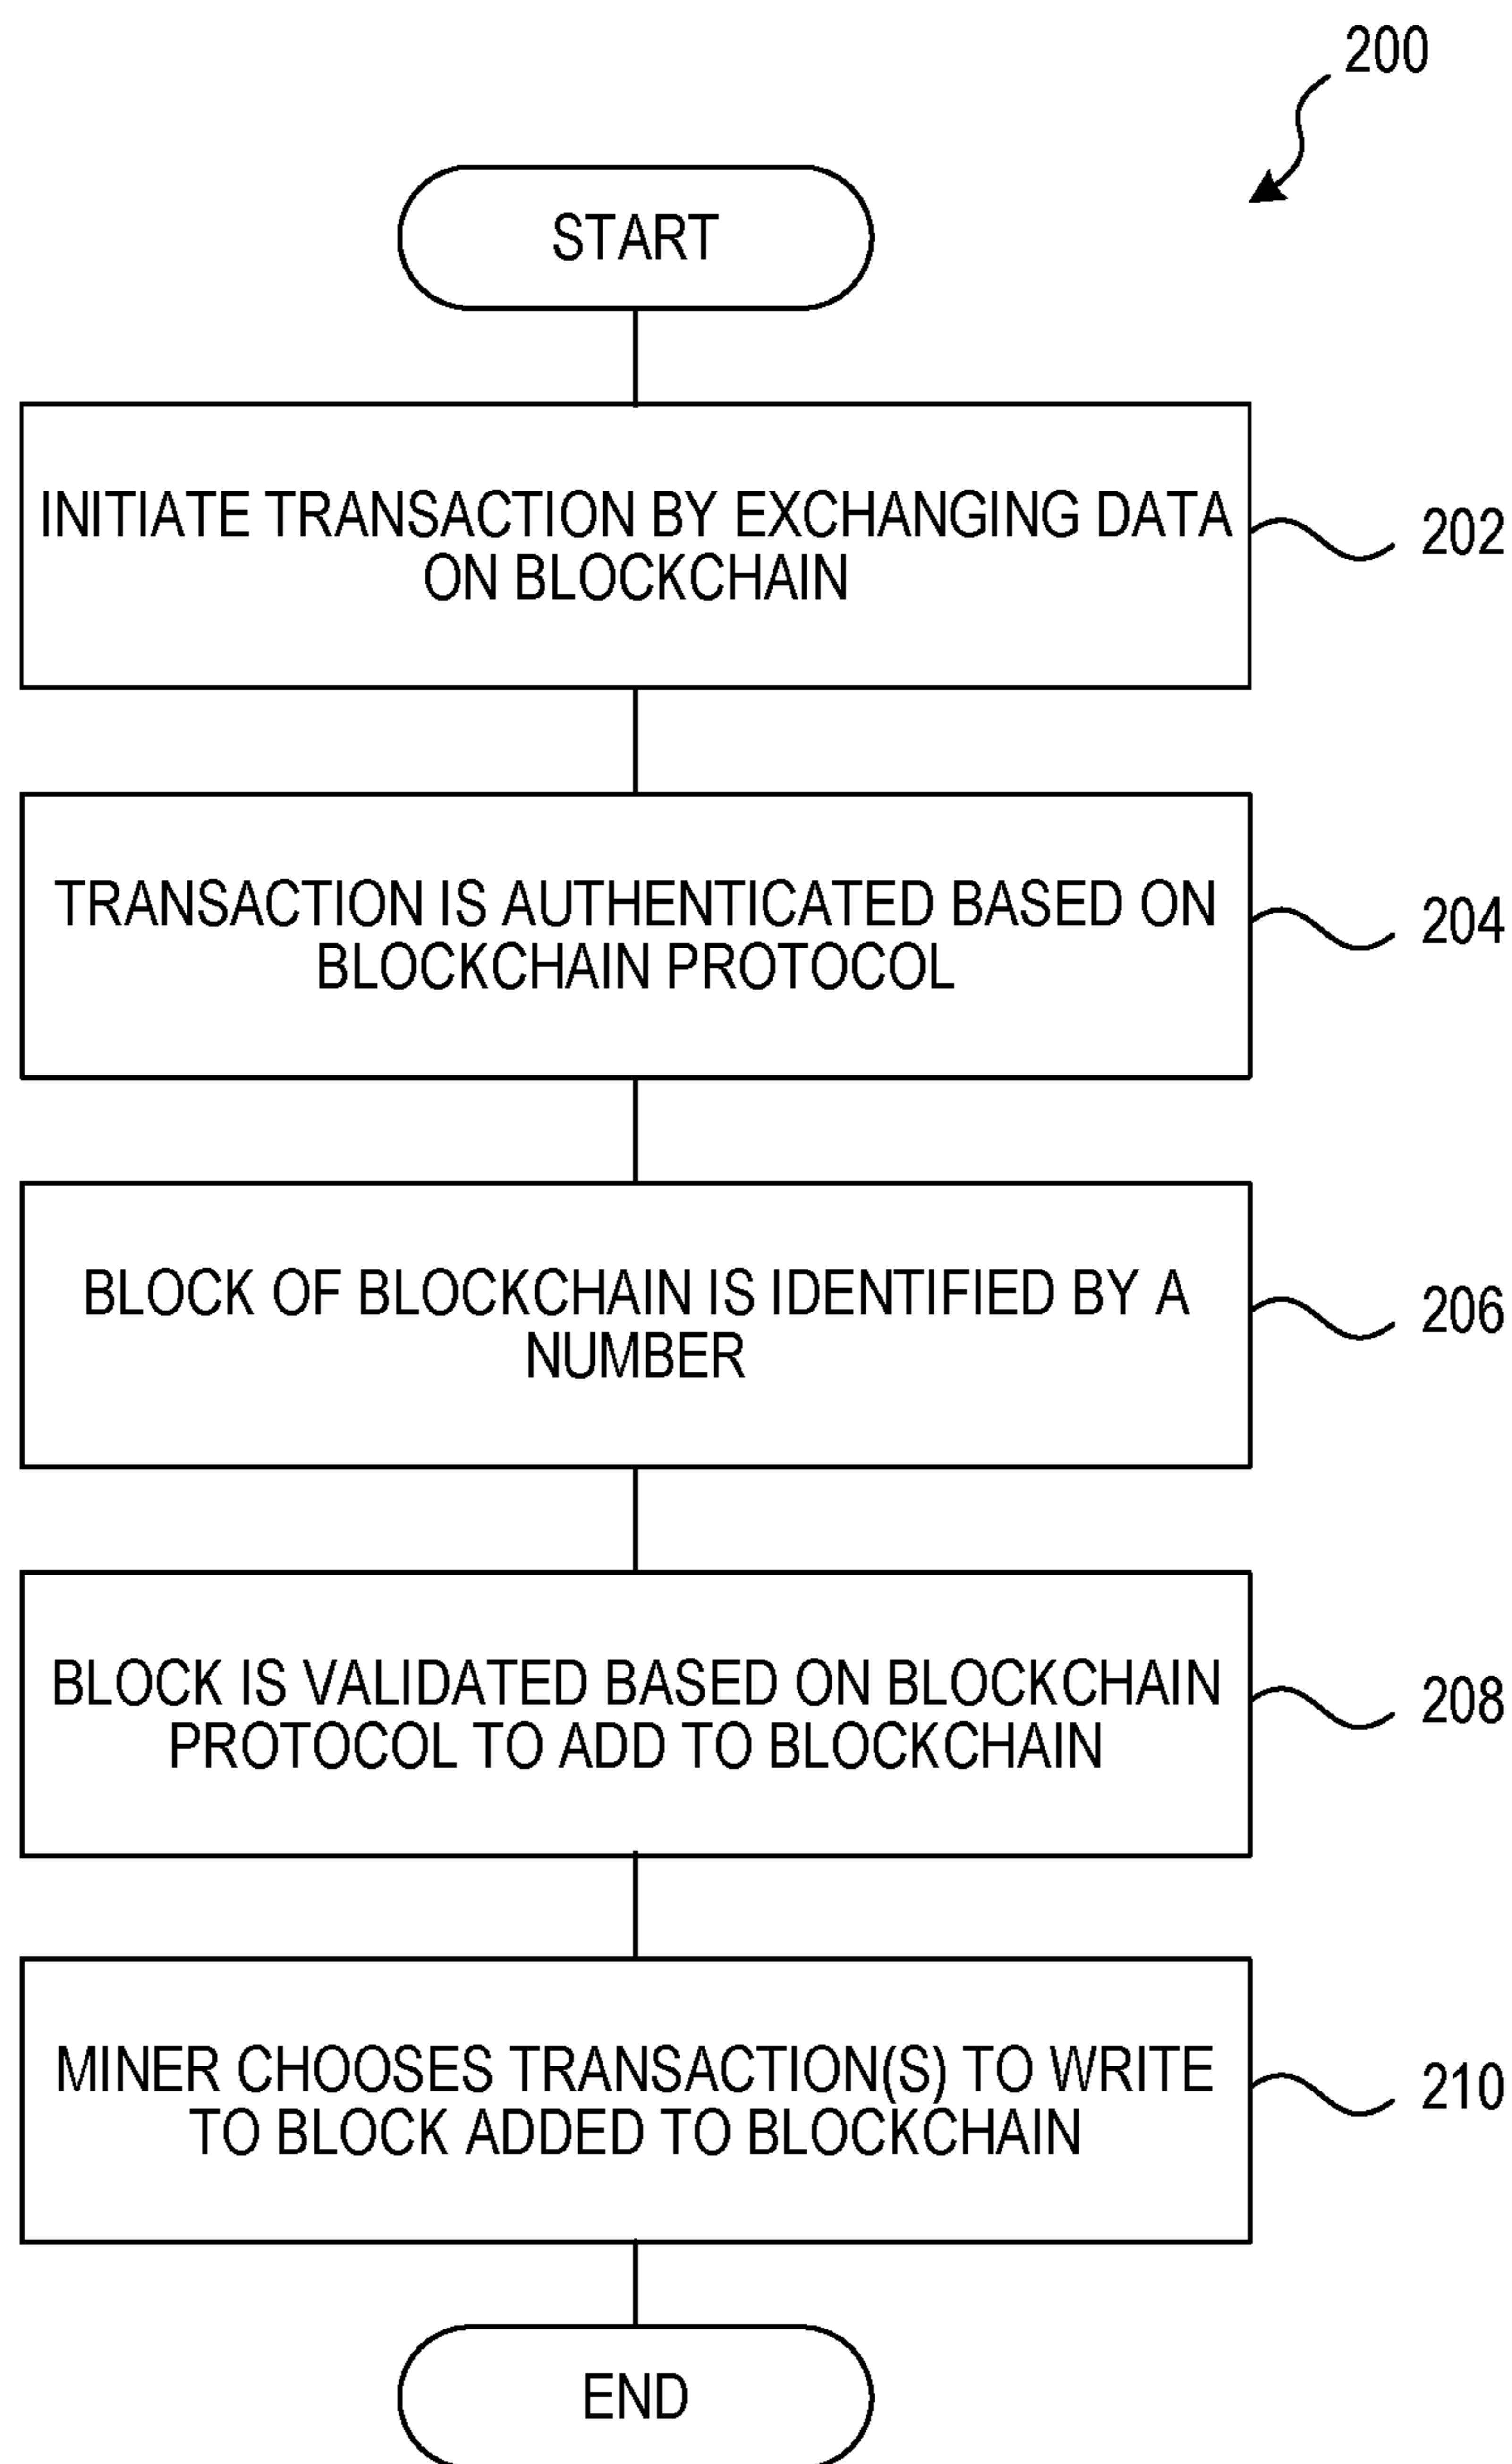 200
START
INITIATE TRANSACTION BY EXCHANGING DATA
ON BLOCKCHAIN
202
TRANSACTION IS AUTHENTICATED BASED ON
BLOCKCHAIN PROTOCOL
204
BLOCK OF BLOCKCHAIN IS IDENTIFIED BY A
NUMBER
206
BLOCK IS VALIDATED BASED ON BLOCKCHAIN
PROTOCOL TO ADD TO BLOCKCHAIN
208
MINER CHOOSES TRANSACTION(S) TO WRITE
TO BLOCK ADDED TO BLOCKCHAIN
210
END